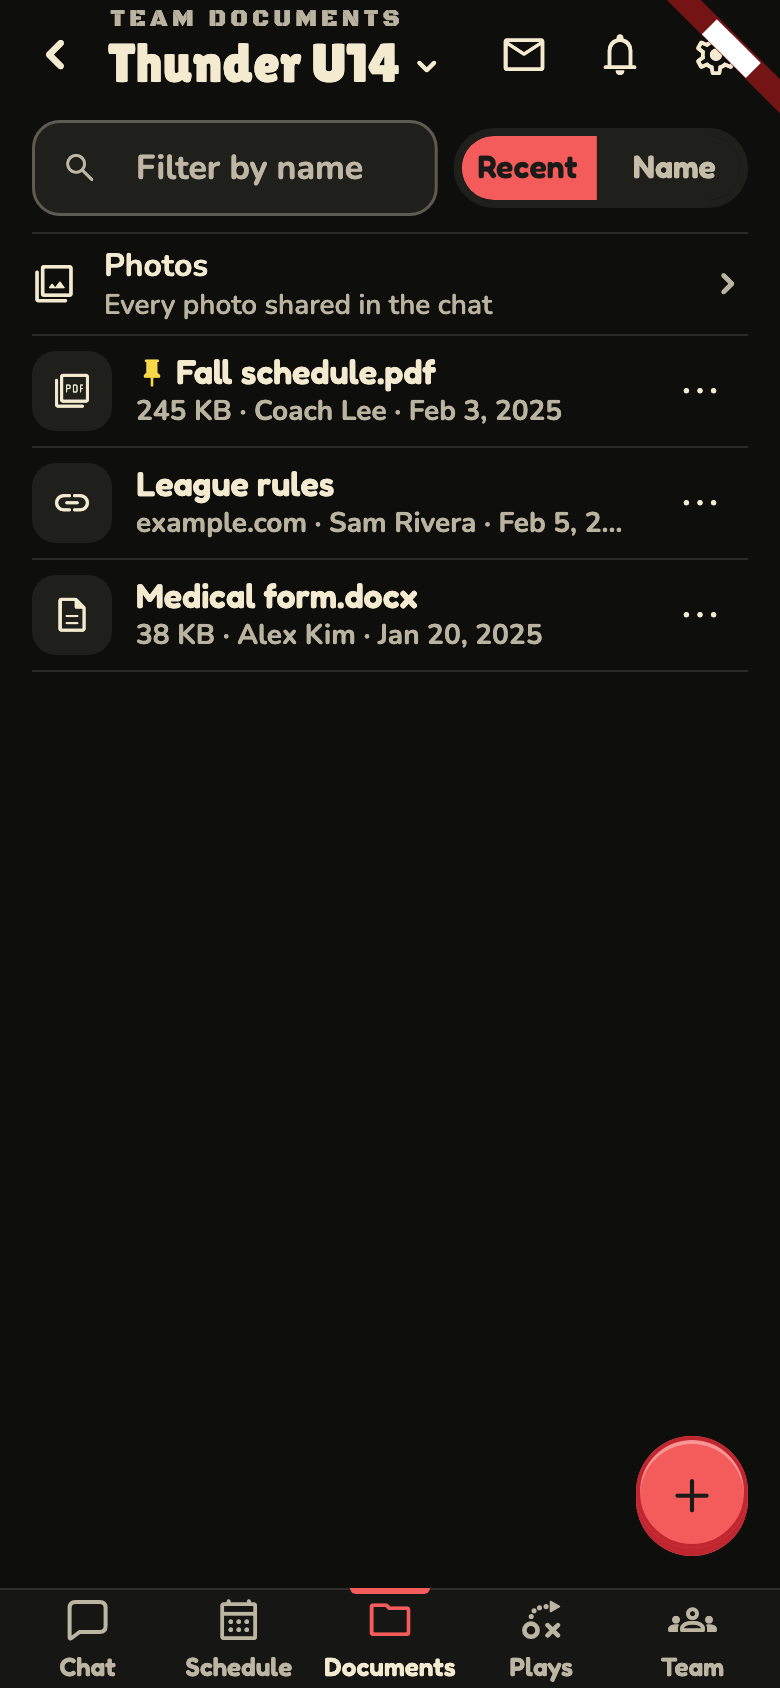 TEAM DOCUMENTS
Thunder U14
Filter by name
Recent
Name
Photos
Every photo shared in the chat
PDF
📌 Fall schedule.pdf
245 KB · Coach Lee · Feb 3, 2025
League rules
example.com · Sam Rivera · Feb 5, 2...
Medical form.docx
38 KB · Alex Kim · Jan 20, 2025
Chat
Schedule
Documents
Plays
Team